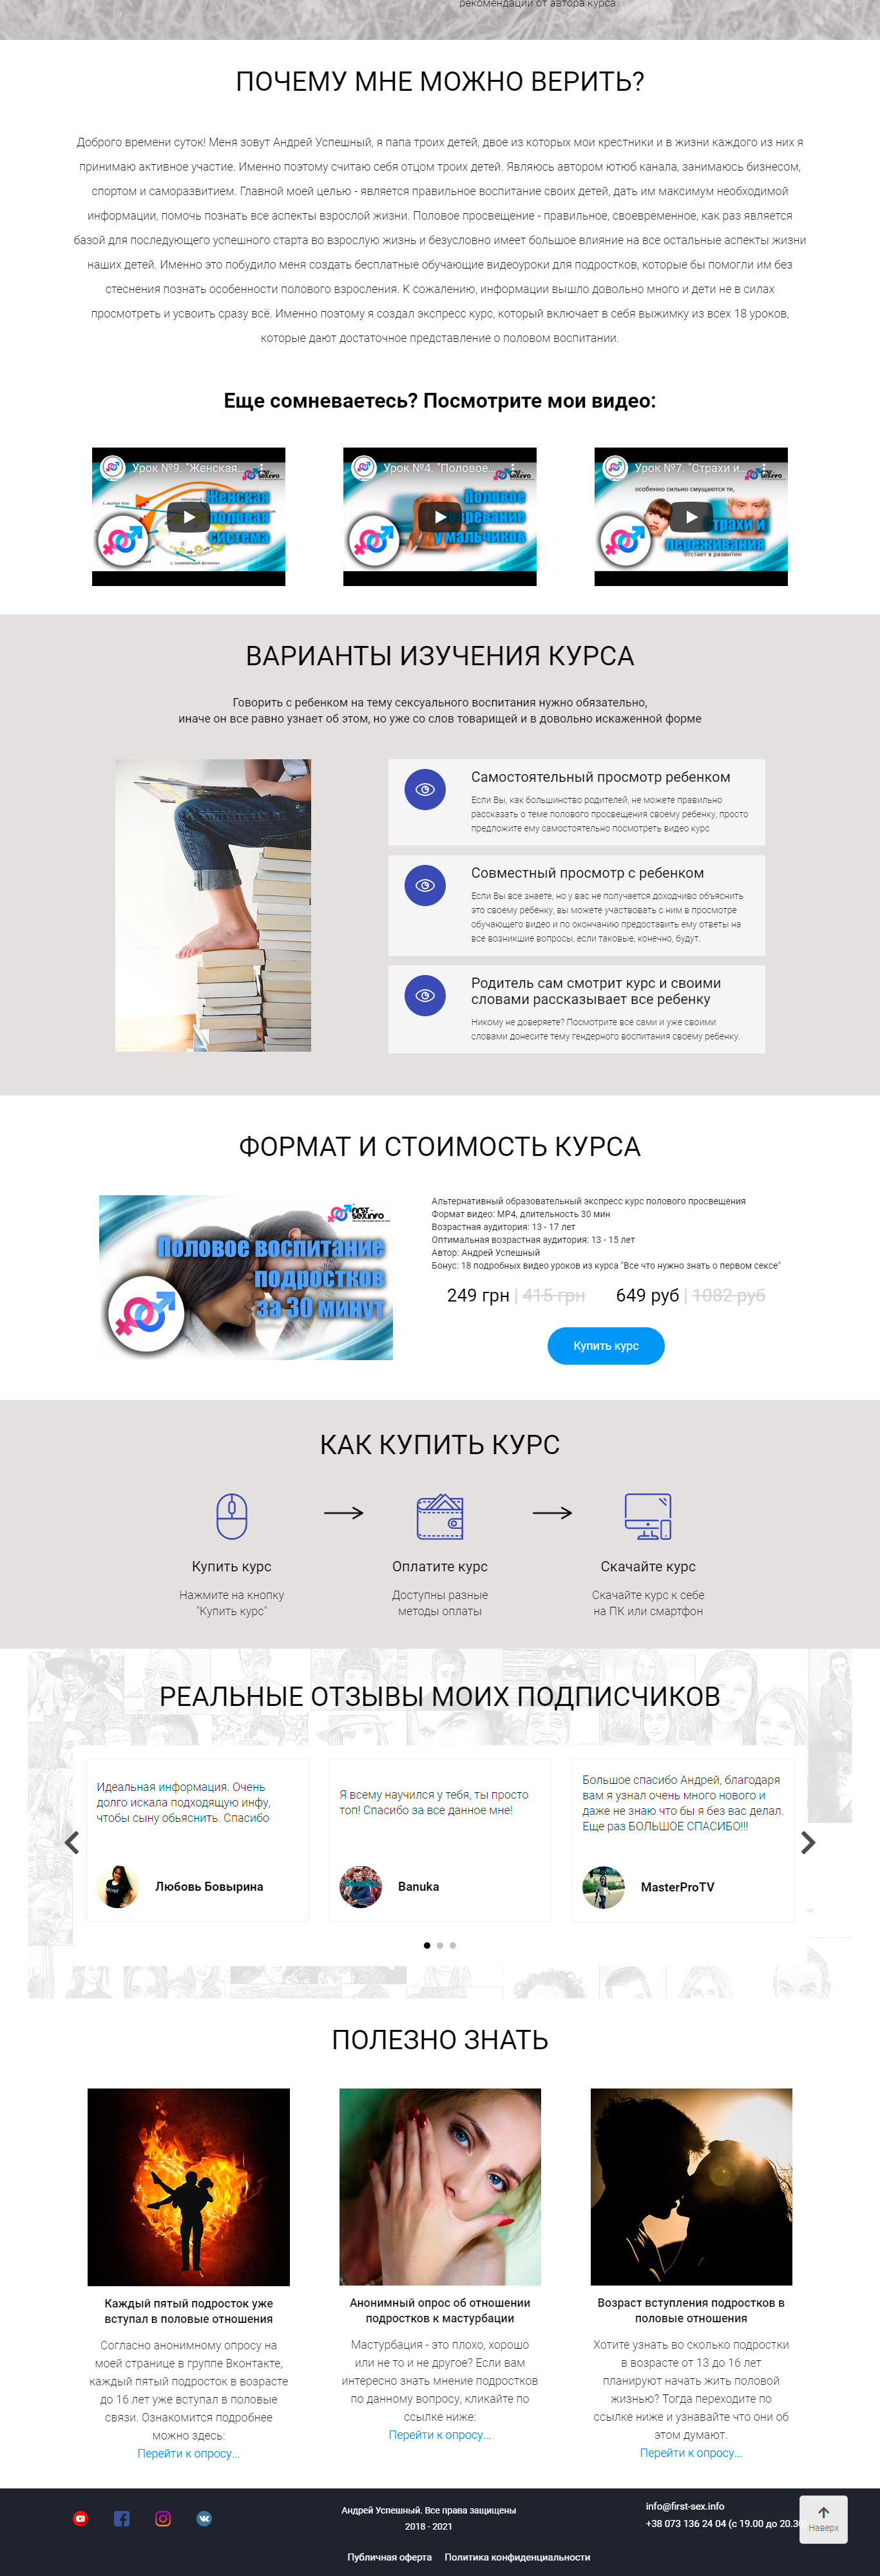 рекомендации от автора курса.
ПОЧЕМУ МНЕ МОЖНО ВЕРИТЬ?
Доброго времени суток! Меня зовут Андрей Успешный, я папа троих детей, двое из которых мои крестники и в жизни каждого из них я
принимаю активное участие. Именно поэтому считаю себя отцом троих детей. Являюсь автором ютюб канала, занимаюсь бизнесом,
спортом и саморазвитием. Главной моей целью - является правильное воспитание своих детей, дать им максимум необходимой
информации, помочь познать все аспекты взрослой жизни. Половое просвещение - правильное, своевременное, как раз является
базой для последующего успешного старта во взрослую жизнь и безусловно имеет большое влияние на все остальные аспекты жизни
наших детей. Именно это побудило меня создать бесплатные обучающие видеоуроки для подростков, которые бы помогли им без
стеснения познать особенности полового взросления. К сожалению, информации вышло довольно много и дети не в силах
просмотреть и усвоить сразу всё. Именно поэтому я создал экспресс курс, который включает в себя выжимку из всех 18 уроков,
которые дают достаточное представление о половом воспитании.
Еще сомневаетесь? Посмотрите мои видео:
Урок №9. "Женская...
Женская
половая
система
Урок №4. "Половое...
Половое
созревание
у мальчиков
Урок №7. "Страхи и...
особенно сильно смущаются те,
Страхи и
переживания
отстает в развитии
ВАРИАНТЫ ИЗУЧЕНИЯ КУРСА
Говорить с ребенком на тему сексуального воспитания нужно обязательно,
иначе он все равно узнает об этом, но уже со слов товарищей и в довольно искаженной форме
Самостоятельный просмотр ребенком
Если Вы, как большинство родителей, не можете правильно
рассказать о теме полового просвещения своему ребенку, просто
предложите ему самостоятельно посмотреть видео курс
Совместный просмотр с ребенком
Если Вы все знаете, но у вас не получается доходчиво объяснить
это своему ребенку, вы можете участвовать с ним в просмотре
обучающего видео и по окончанию предоставить ему ответы на
все возникшие вопросы, если таковые, конечно, будут.
Родитель сам смотрит курс и своими
словами рассказывает все ребенку
Никому не доверяете? Посмотрите все сами и уже своими
словами донесите тему гендерного воспитания своему ребенку.
ФОРМАТ И СТОИМОСТЬ КУРСА
FIRST-
SEX.INFO
Половое воспитание
подростков
за 30 минут
Альтернативный образовательный экспресс курс полового просвещения
Формат видео: MP4, длительность 30 мин
Возрастная аудитория: 13 - 17 лет
Оптимальная возрастная аудитория: 13 - 15 лет
Автор: Андрей Успешный
Бонус: 18 подробных видео уроков из курса "Все что нужно знать о первом сексе"
249 грн | 415 грн 649 руб | 1082 руб
Купить курс
КАК КУПИТЬ КУРС
Купить курс
Нажмите на кнопку
"Купить курс"
Оплатите курс
Доступны разные
методы оплаты
Скачайте курс
Скачайте курс к себе
на ПК или смартфон
РЕАЛЬНЫЕ ОТЗЫВЫ МОИХ ПОДПИСЧИКОВ
Идеальная информация. Очень
долго искала подходящую инфу,
чтобы сыну обьяснить. Спасибо
Любовь Бовырина
Я всему научился у тебя, ты просто
топ! Спасибо за все данное мне!
Banuka
Большое спасибо Андрей, благодаря
вам я узнал очень много нового и
даже не знаю что бы я без вас делал.
Еще раз БОЛЬШОЕ СПАСИБО!!!
MasterProTV
ПОЛЕЗНО ЗНАТЬ
Каждый пятый подросток уже
вступал в половые отношения
Согласно анонимному опросу на
моей странице в группе Вконтакте,
каждый пятый подросток в возрасте
до 16 лет уже вступал в половые
связи. Ознакомится подробнее
можно здесь:
Перейти к опросу...
Анонимный опрос об отношении
подростков к мастурбации
Мастурбация - это плохо, хорошо
или не то и не другое? Если вам
интересно знать мнение подростков
по данному вопросу, кликайте по
ссылке ниже:
Перейти к опросу...
Возраст вступления подростков в
половые отношения
Хотите узнать во сколько подростки
в возрасте от 13 до 16 лет
планируют начать жить половой
жизнью? Тогда переходите по
ссылке ниже и узнавайте что они об
этом думают.
Перейти к опросу...
Андрей Успешный. Все права защищены
2018 - 2021
Публичная оферта Политика конфиденциальности
info@first-sex.info
+38 073 136 24 04 (с 19.00 до 20.30
Наверх